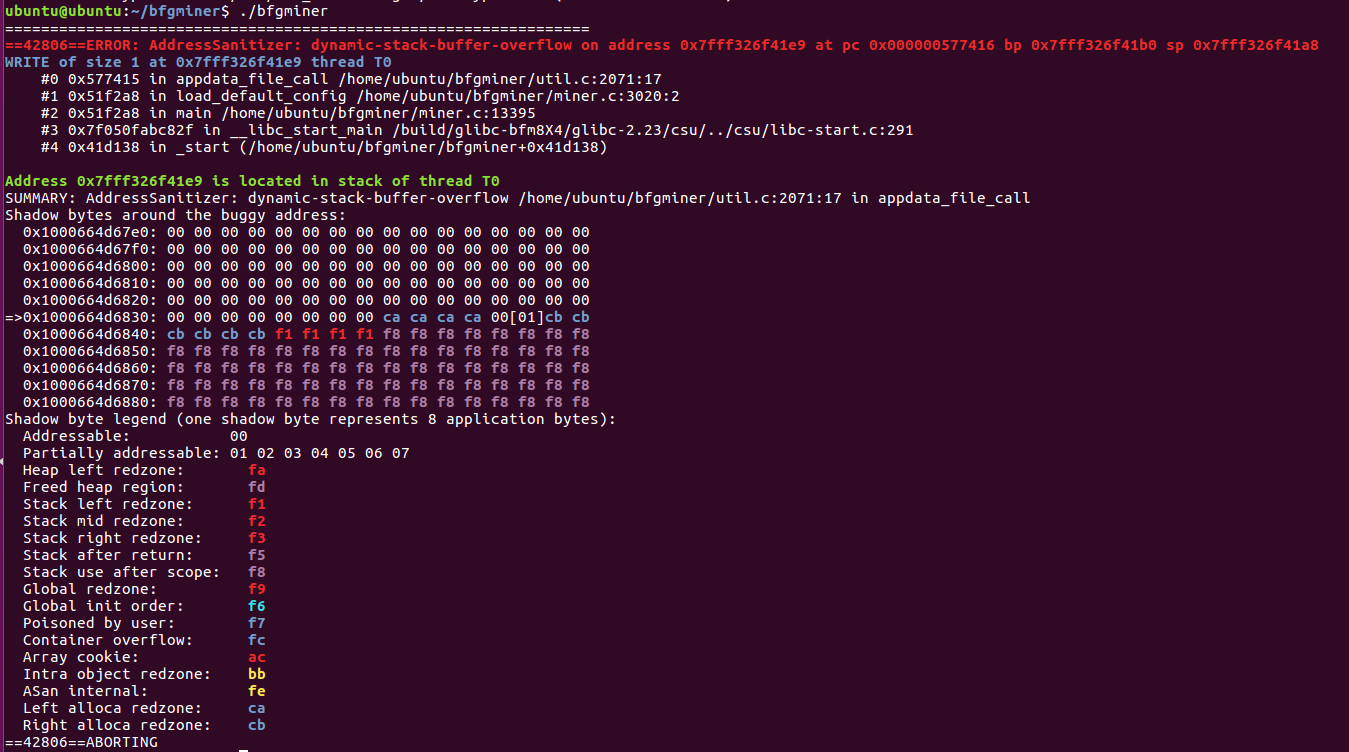 ubuntu@ubuntu:~/bfgminer$ ./bfgminer
=================================================================
==42806==ERROR: AddressSanitizer: dynamic-stack-buffer-overflow on address 0x7fff326f41e9 at pc 0x000000577416 bp 0x7fff326f41b0 sp 0x7fff326f41a8
WRITE of size 1 at 0x7fff326f41e9 thread T0
    #0 0x577415 in appdata_file_call /home/ubuntu/bfgminer/util.c:2071:17
    #1 0x51f2a8 in load_default_config /home/ubuntu/bfgminer/miner.c:3020:2
    #2 0x51f2a8 in main /home/ubuntu/bfgminer/miner.c:13395
    #3 0x7f050fabc82f in __libc_start_main /build/glibc-bfm8X4/glibc-2.23/csu/../csu/libc-start.c:291
    #4 0x41d138 in _start (/home/ubuntu/bfgminer/bfgminer+0x41d138)

Address 0x7fff326f41e9 is located in stack of thread T0
SUMMARY: AddressSanitizer: dynamic-stack-buffer-overflow /home/ubuntu/bfgminer/util.c:2071:17 in appdata_file_call
Shadow bytes around the buggy address:
  0x1000664d67e0: 00 00 00 00 00 00 00 00 00 00 00 00 00 00 00 00
  0x1000664d67f0: 00 00 00 00 00 00 00 00 00 00 00 00 00 00 00 00
  0x1000664d6800: 00 00 00 00 00 00 00 00 00 00 00 00 00 00 00 00
  0x1000664d6810: 00 00 00 00 00 00 00 00 00 00 00 00 00 00 00 00
  0x1000664d6820: 00 00 00 00 00 00 00 00 00 00 00 00 00 00 00 00
=>0x1000664d6830: 00 00 00 00 00 00 00 00 ca ca ca ca 00[01]cb cb
  0x1000664d6840: cb cb cb cb f1 f1 f1 f1 f8 f8 f8 f8 f8 f8 f8 f8
  0x1000664d6850: f8 f8 f8 f8 f8 f8 f8 f8 f8 f8 f8 f8 f8 f8 f8 f8
  0x1000664d6860: f8 f8 f8 f8 f8 f8 f8 f8 f8 f8 f8 f8 f8 f8 f8 f8
  0x1000664d6870: f8 f8 f8 f8 f8 f8 f8 f8 f8 f8 f8 f8 f8 f8 f8 f8
  0x1000664d6880: f8 f8 f8 f8 f8 f8 f8 f8 f8 f8 f8 f8 f8 f8 f8 f8
Shadow byte legend (one shadow byte represents 8 application bytes):
  Addressable:           00
  Partially addressable: 01 02 03 04 05 06 07
  Heap left redzone:       fa
  Freed heap region:       fd
  Stack left redzone:      f1
  Stack mid redzone:       f2
  Stack right redzone:     f3
  Stack after return:      f5
  Stack use after scope:   f8
  Global redzone:          f9
  Global init order:       f6
  Poisoned by user:        f7
  Container overflow:      fc
  Array cookie:            ac
  Intra object redzone:    bb
  ASan internal:           fe
  Left alloca redzone:     ca
  Right alloca redzone:    cb
==42806==ABORTING